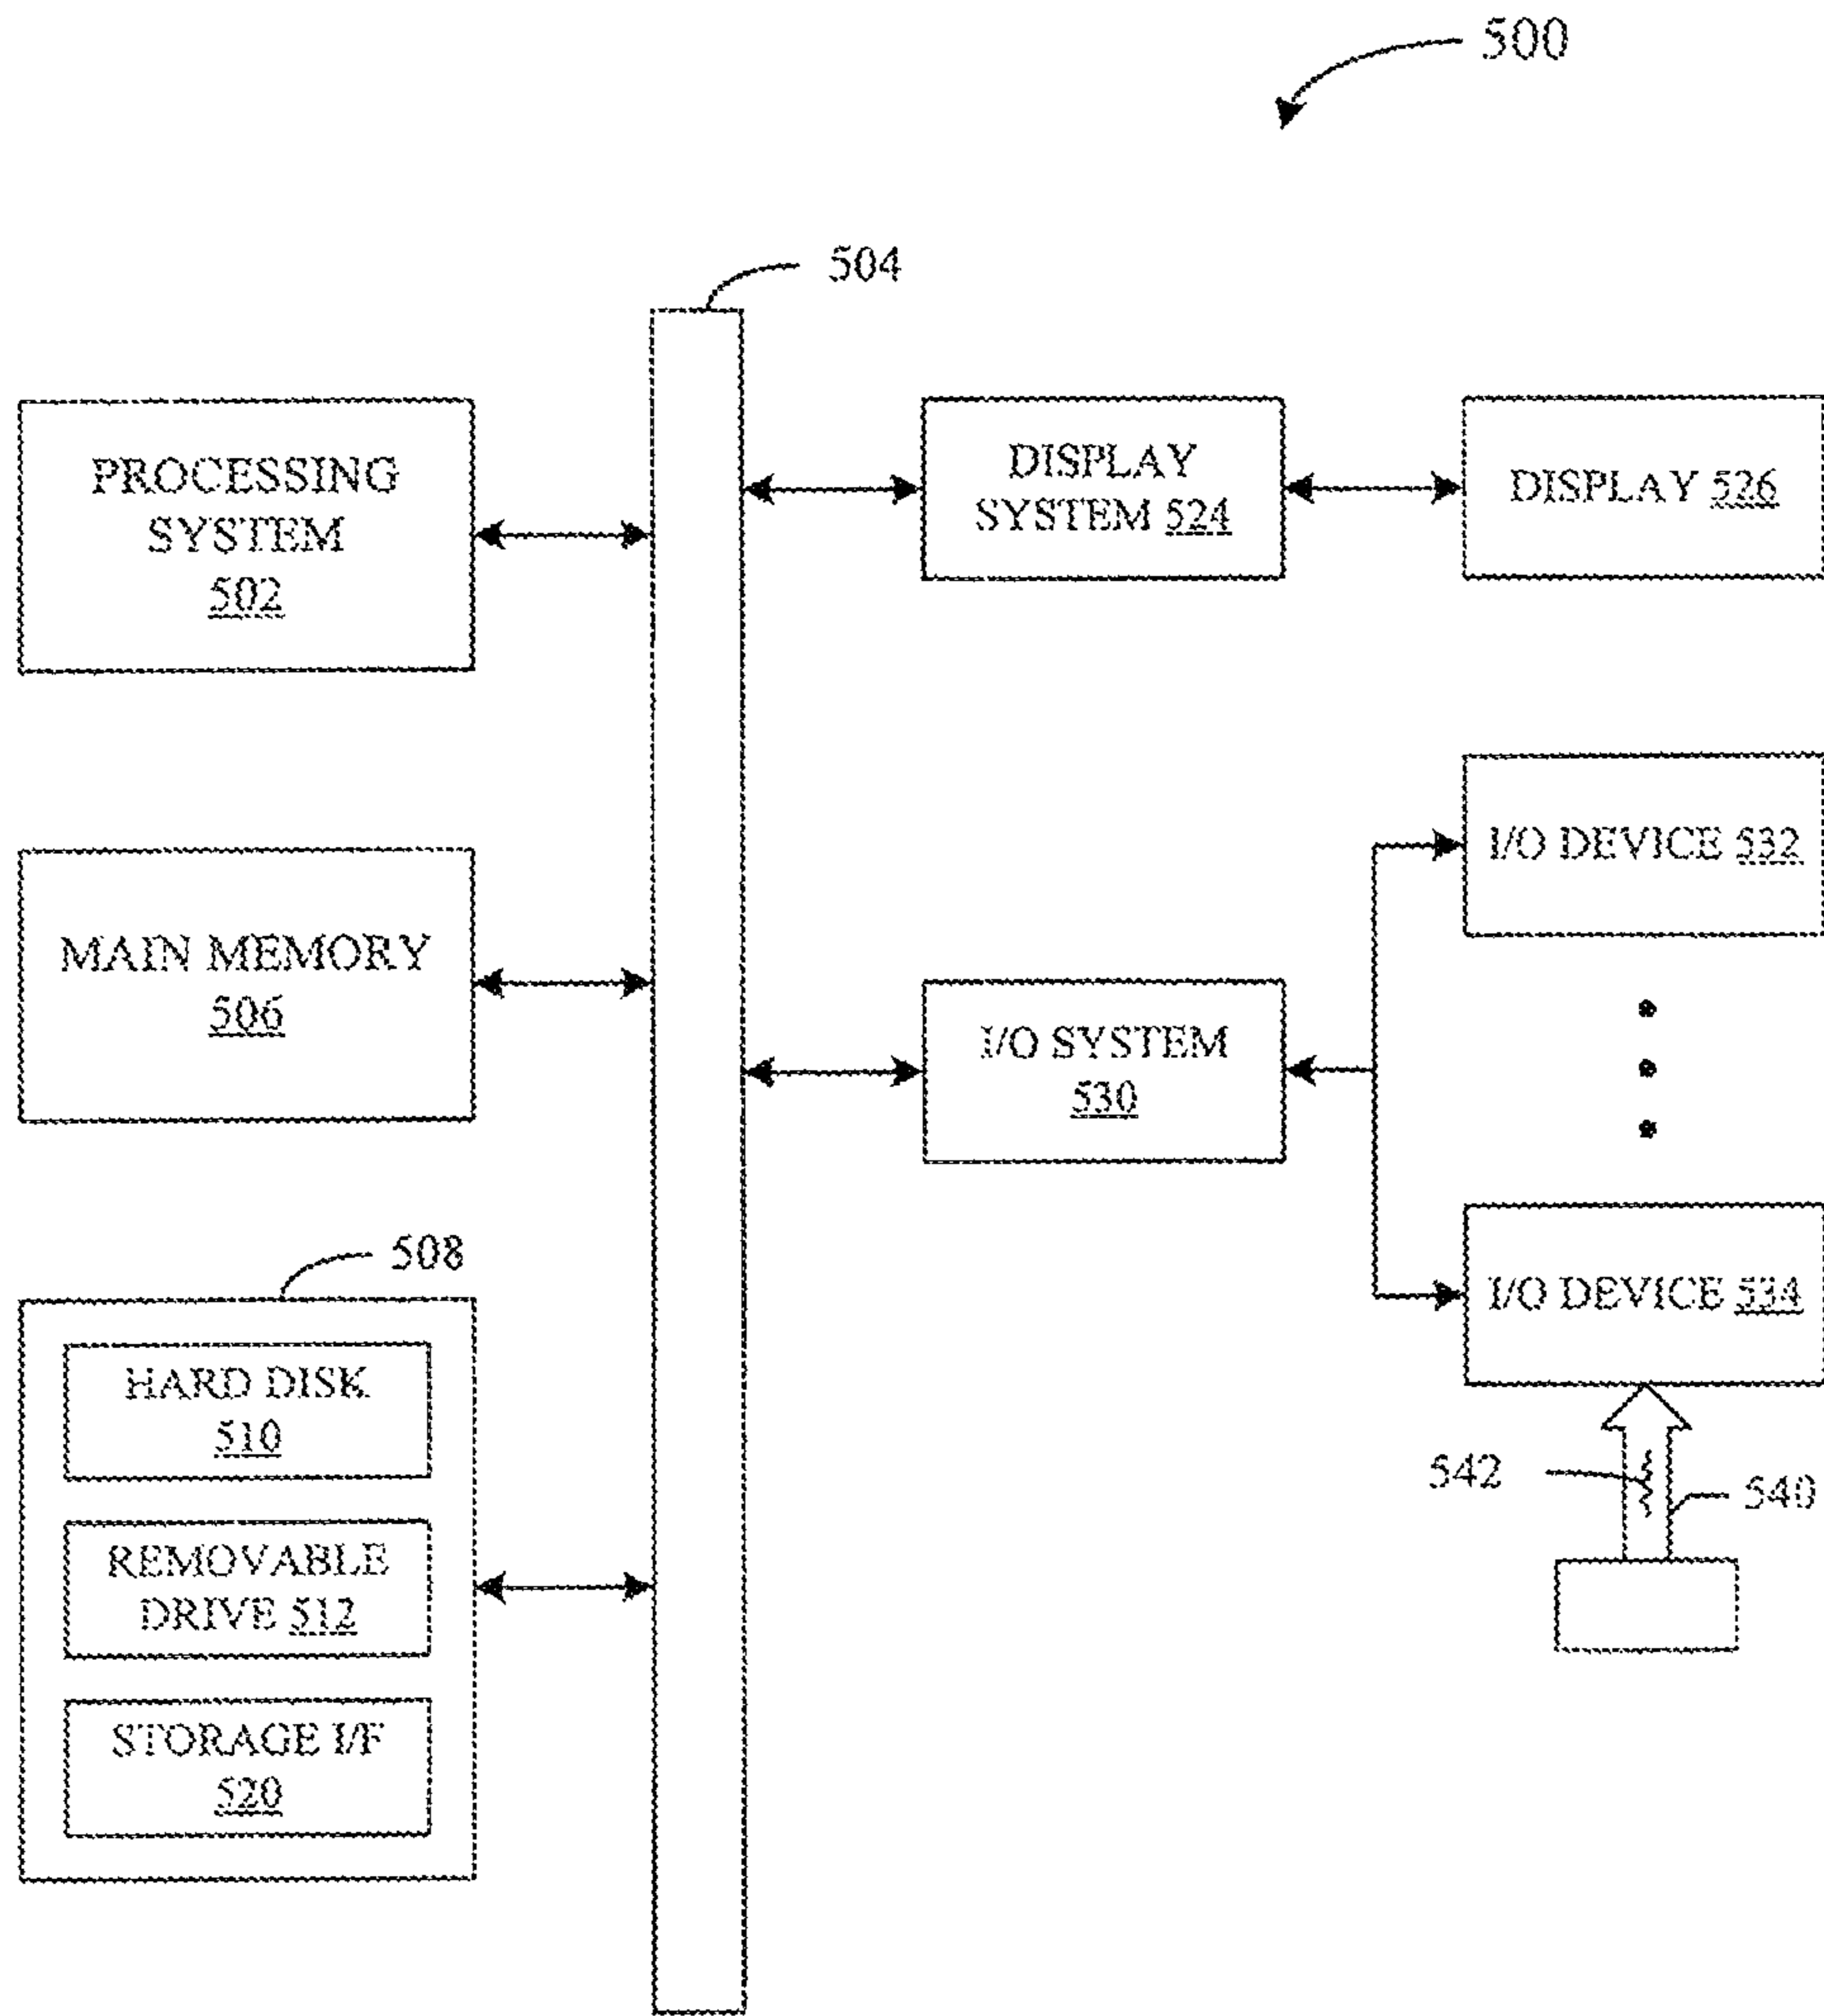 500
504
PROCESSING
SYSTEM
502
DISPLAY
SYSTEM 524
DISPLAY 526
I/O DEVICE 532
MAIN MEMORY
506
I/O SYSTEM
530
508
I/O DEVICE 534
HARD DISK
510
REMOVABLE
DRIVE 512
STORAGE I/F
520
542
540